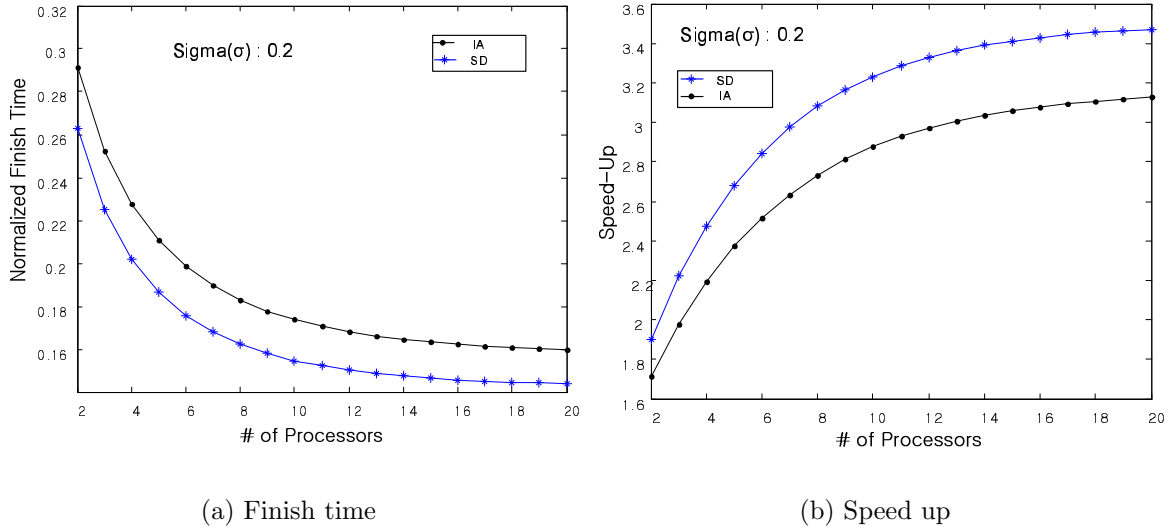 0.32
0.3
0.28
0.26
0.24
0.22
0.2
0.18
0.16
Normalized Finish Time
Sigma(σ) : 0.2
IA
SD
2 4 6 8 10 12 14 16 18 20
# of Processors
(a) Finish time
3.6
3.4
3.2
3
2.8
2.6
2.4
2.2
2
1.8
1.6
Speed-Up
Sigma(σ) : 0.2
SD
IA
2 4 6 8 10 12 14 16 18 20
# of Processors
(b) Speed up